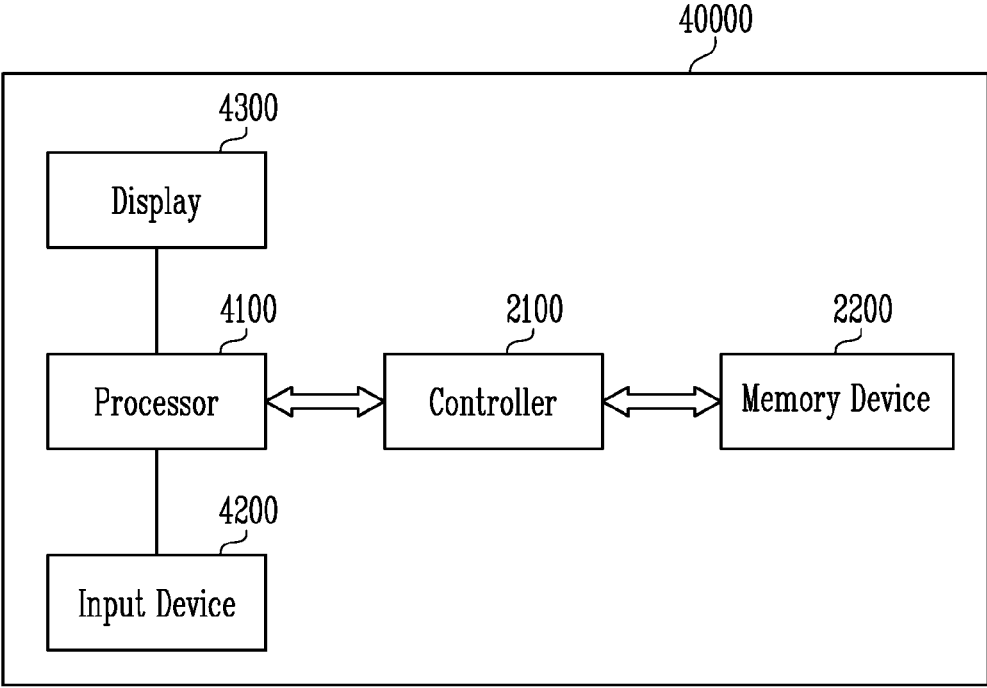 40000
4300
Display
4100
2100
2200
Processor
Controller
Memory Device
4200
Input Device